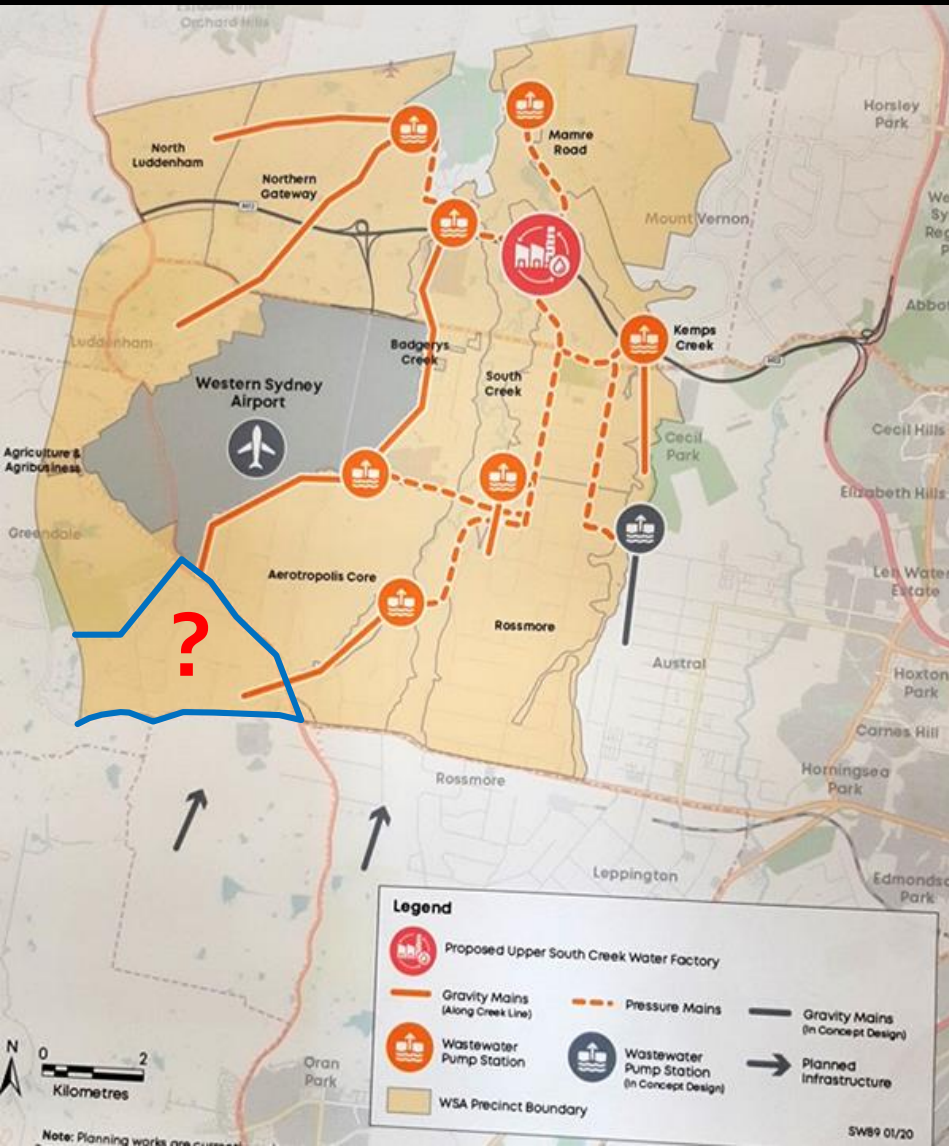 Orchard Hills
Horsley
Park
Mamre
Road
North
Luddenham
Northern
Gateway
M12
Mount Vernon
Kemps
Creek
Luddenham
Badgerys
Creek
M12
South
Creek
Western Sydney
Airport
Cecil Hills
Cecil
Park
Agriculture &
Agribusiness
Elizabeth Hills
Greendale
Aerotropolis Core
?
Rossmore
Austral
Hoxton
Park
Carnes Hill
Rossmore
Horningsea
Park
Leppington
Park
Legend
Proposed Upper South Creek Water Factory
Gravity Mains
(Along Creek Line)
Pressure Mains
Gravity Mains
(In Concept Design)
Wastewater
Pump Station
Wastewater
Pump Station
(In Concept Design)
Planned
Infrastructure
WSA Precinct Boundary
N
0 2
Kilometres
Oran
Park
SW89 01/20
Note: Planning works are